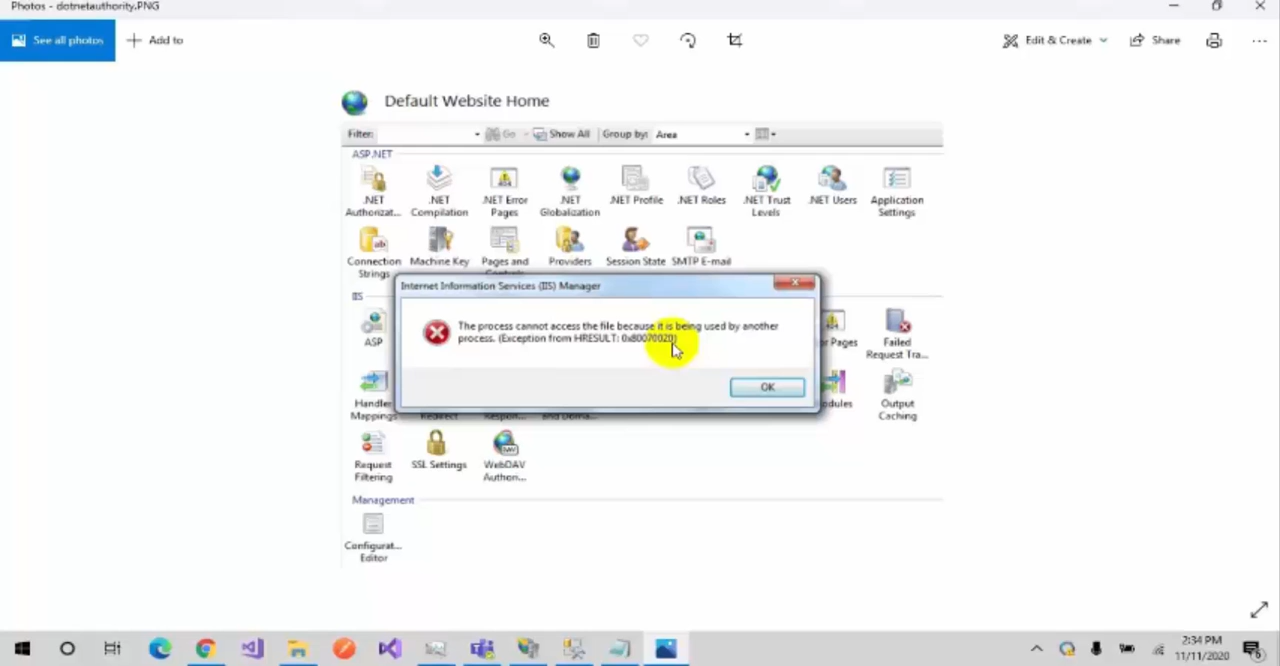 Photos - dotnetauthority.PNG
See all photos
Add to
Edit & Create
Share
Default Website Home
Filter:
Go
Show All
Group by:
Area
ASP.NET
.NET Authorizat...
.NET Compilation
.NET Error Pages
.NET Globalization
.NET Profile
.NET Roles
.NET Trust Levels
.NET Users
Application Settings
Connection Strings
Machine Key
Pages and
Providers
Session State
SMTP E-mail
Internet Information Services (IIS) Manager
The process cannot access the file because it is being used by another
process. (Exception from HRESULT: 0x80070020)
OK
IIS
ASP
Pages
Failed Request Tra...
Handler Mappings
Output Caching
Request Filtering
SSL Settings
WebDAV Authori...
Management
Configurat... Editor
2:34 PM
11/11/2020